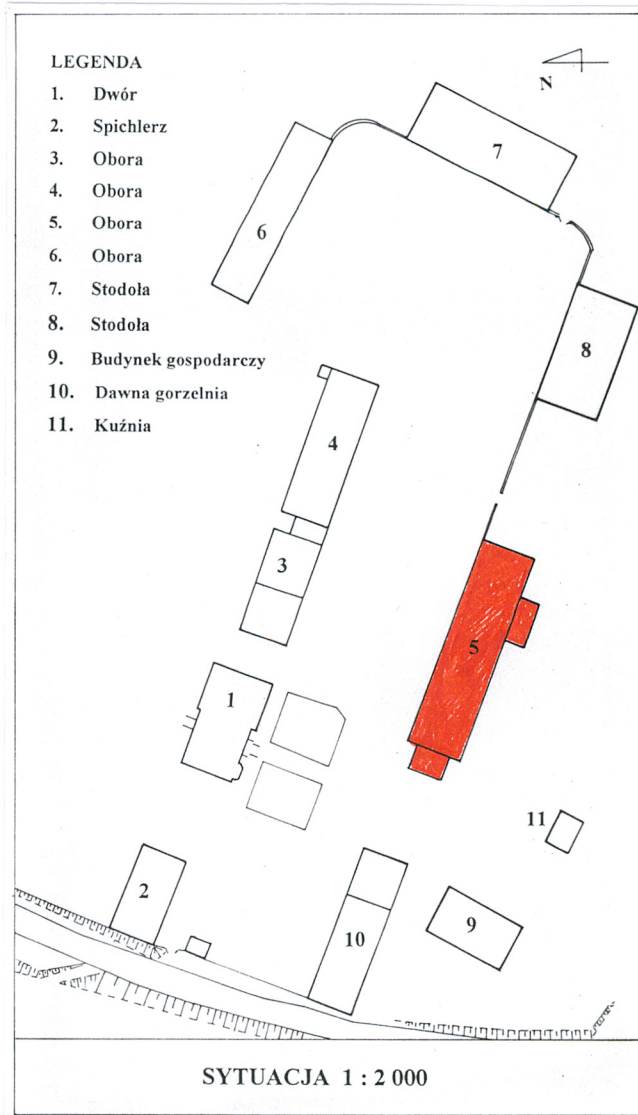 LEGENDA
1. Dwór
2. Spichlerz
3. Obora
4. Obora
5. Obora
6. Obora
7. Stodoła
8. Stodoła
9. Budynek gospodarczy
10. Dawna gorzelnia
11. Kuźnia
N
7
6
8
4
3
5
1
11
2
9
10
SYTUACJA 1 : 2 000